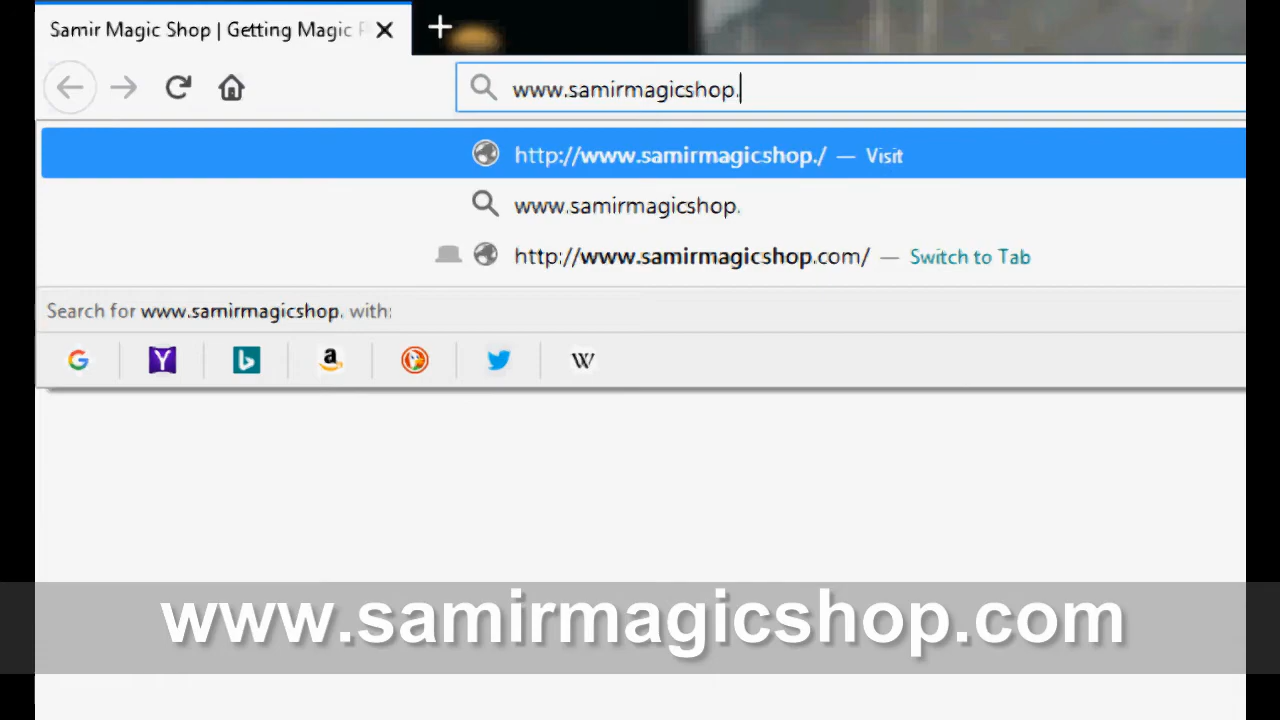 Samir Magic Shop | Getting Magic
www.samirmagicshop.
http://www.samirmagicshop./ — Visit
www.samirmagicshop.
http://www.samirmagicshop.com/ — Switch to Tab
Search for www.samirmagicshop. with:
www.samirmagicshop.com